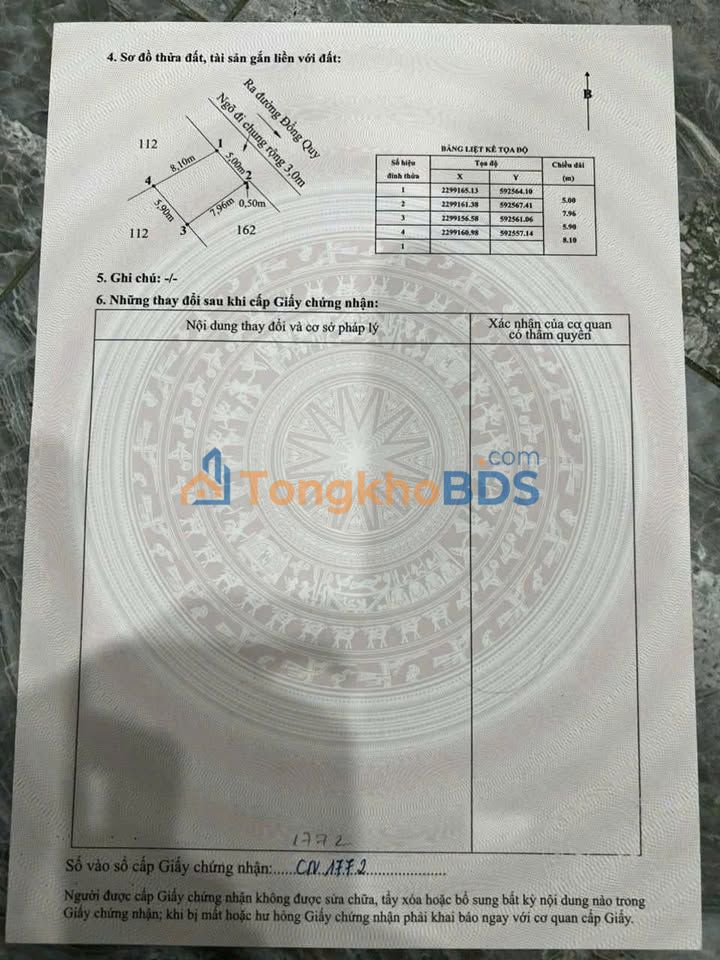 4. Sơ đồ thửa đất, tài sản gắn liền với đất:
B
Ra đường Đồng Quy
Ngõ đi chung rộng 3,0m
112
1
8,10m
5,00m
2
4
5,90m
7,96m
0,50m
3
112
162
BẢNG LIỆT KÊ TỌA ĐỘ
Số hiệu đỉnh thửa Tọa độ Chiều dài (m)
X Y
1 2299165.13 592564.10
5.00
2 2299161.38 592567.41
7.96
3 2299156.58 592561.06
5.90
4 2299160.98 592557.14
8.10
1
5. Ghi chú: -/-
6. Những thay đổi sau khi cấp Giấy chứng nhận:
Nội dung thay đổi và cơ sở pháp lý
Xác nhận của cơ quan
có thẩm quyền
TongkhoBDS
.com
1772
Số vào sổ cấp Giấy chứng nhận:.....CN 1772.....................
Người được cấp Giấy chứng nhận không được sửa chữa, tẩy xóa hoặc bổ sung bất kỳ nội dung nào trong
Giấy chứng nhận; khi bị mất hoặc hư hỏng Giấy chứng nhận phải khai báo ngay với cơ quan cấp Giấy.